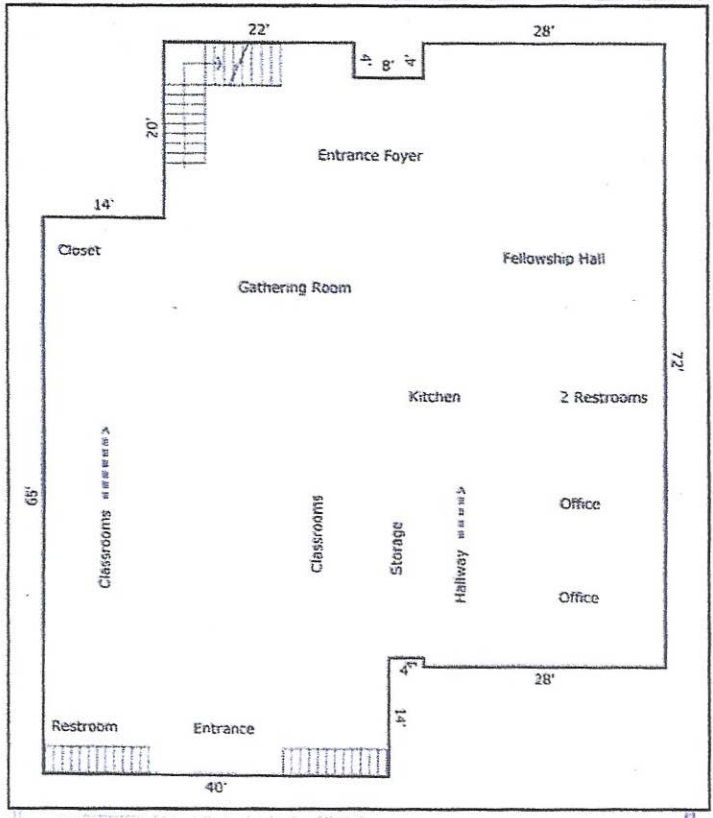 22'
28'
4'
8'
4'
20'
Entrance Foyer
14'
Closet
Fellowship Hall
Gathering Room
72'
Kitchen
2 Restrooms
65'
Classrooms ======>
Classrooms
Storage
Hallway ====>
Office
Office
4'
28'
14'
Restroom
Entrance
40'